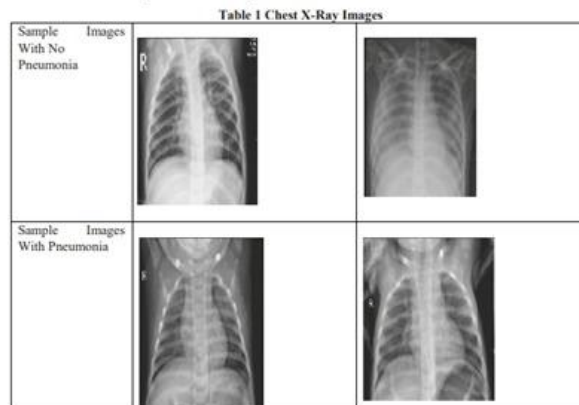 Table 1 Chest X-Ray Images
Sample Images
With No
Pneumonia
R
Sample Images
With Pneumonia
R
R